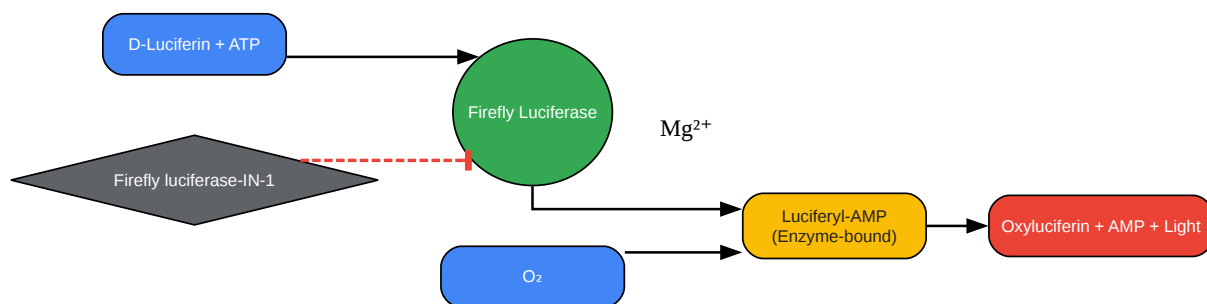 D-Luciferin + ATP
Firefly Luciferase
Mg²⁺
Firefly luciferase-IN-1
Luciferyl-AMP
(Enzyme-bound)
Oxyluciferin + AMP + Light
O₂